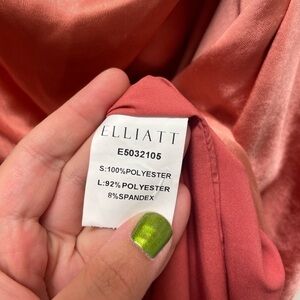 ELLIATT
E5032105
S:100%POLYESTER
L:92%POLYESTER
8%SPANDEX